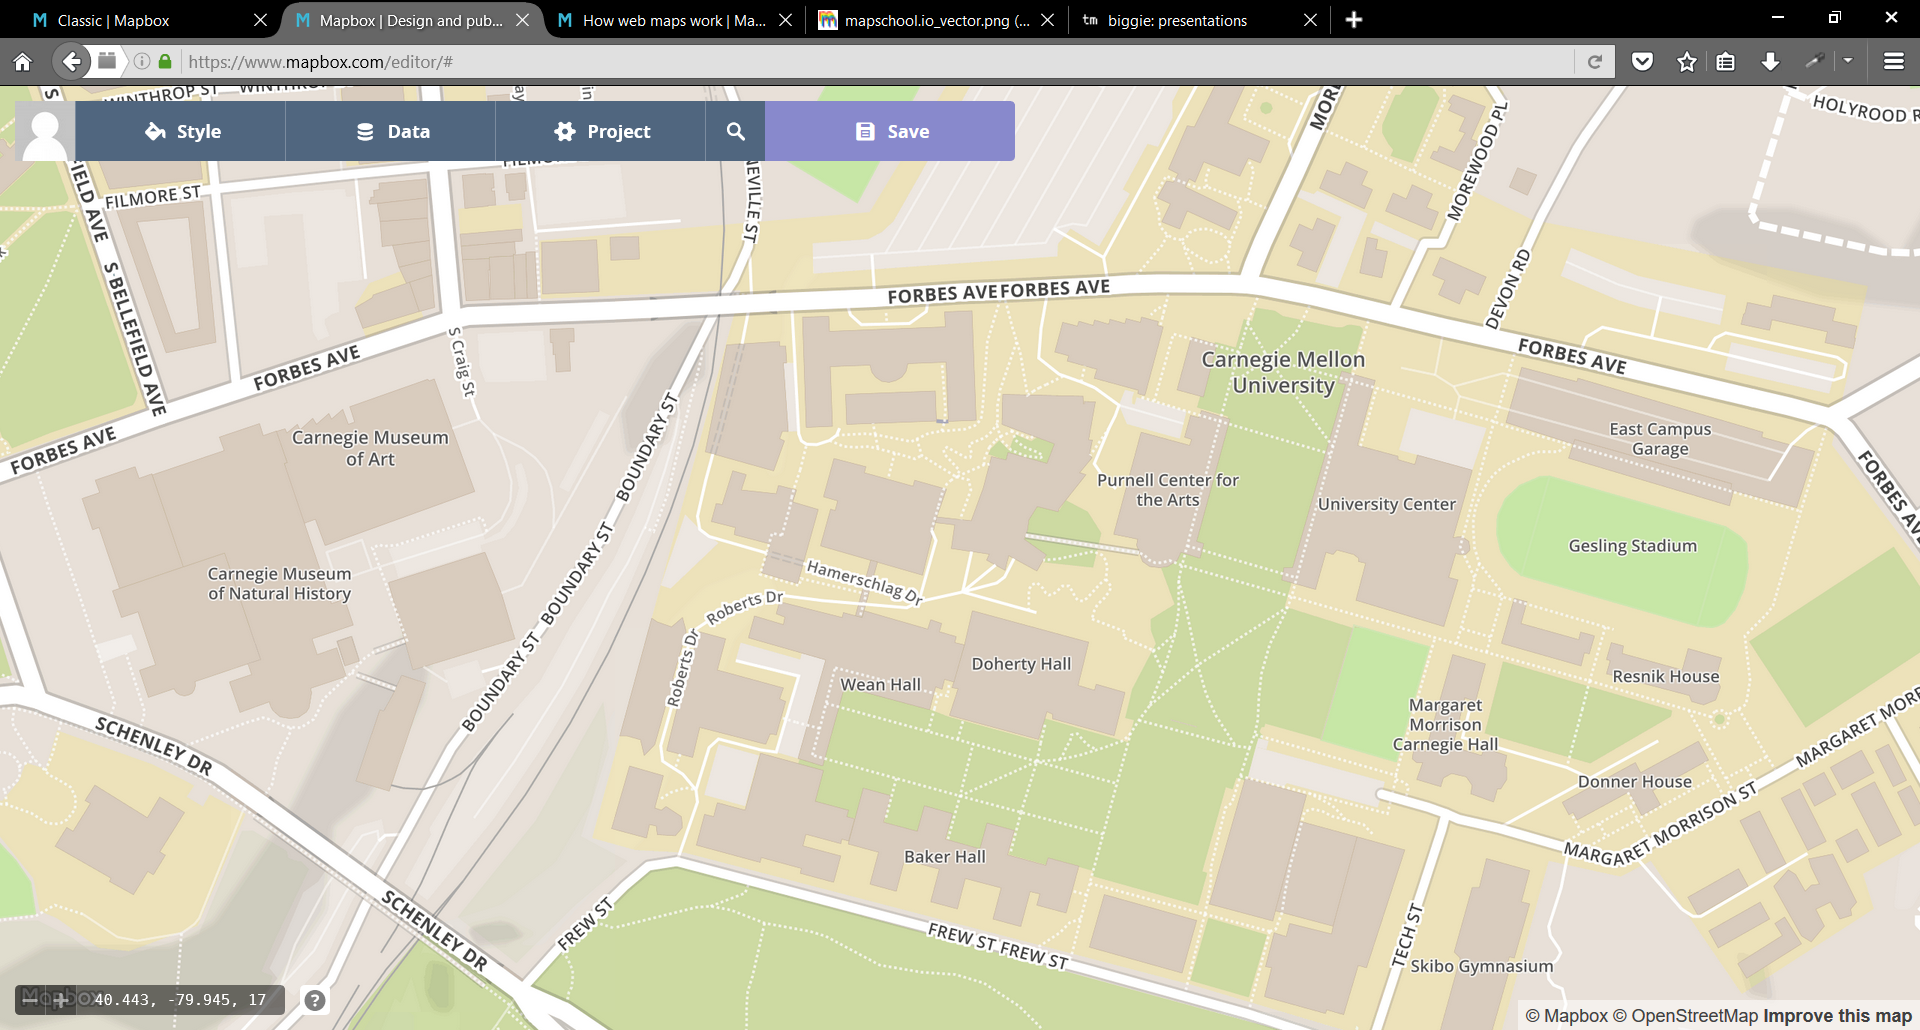 Classic | Mapbox
Mapbox | Design and pub...
How web maps work | Ma...
mapschool.io_vector.png (...
tm biggie: presentations
https://www.mapbox.com/editor/#
WINTHROP ST
HOLYROOD R
Style
Data
Project
Save
MORE
MOREWOOD PL
FILMORE ST
FIELD AVE
NEVILLE ST
S BELLEFIELD AVE
DEVON RD
FORBES AVE FORBES AVE
FORBES AVE
FORBES AVE
S Craig St
Carnegie Mellon
University
BOUNDARY ST
Carnegie Museum
of Art
FORBES AVE
East Campus
Garage
FORBES AVE
Purnell Center for
the Arts
University Center
Gesling Stadium
BOUNDARY ST
Carnegie Museum
of Natural History
Hamerschlag Dr
Roberts Dr
Roberts Dr
BOUNDARY ST
Doherty Hall
Wean Hall
Resnik House
Margaret
Morrison
Carnegie Hall
MARGARET MORR
SCHENLEY DR
Donner House
MARGARET MORRISON ST
Baker Hall
SCHENLEY DR
FREW ST
FREW ST FREW ST
TECH ST
Skibo Gymnasium
40.443, -79.945, 17
?
© Mapbox © OpenStreetMap Improve this map